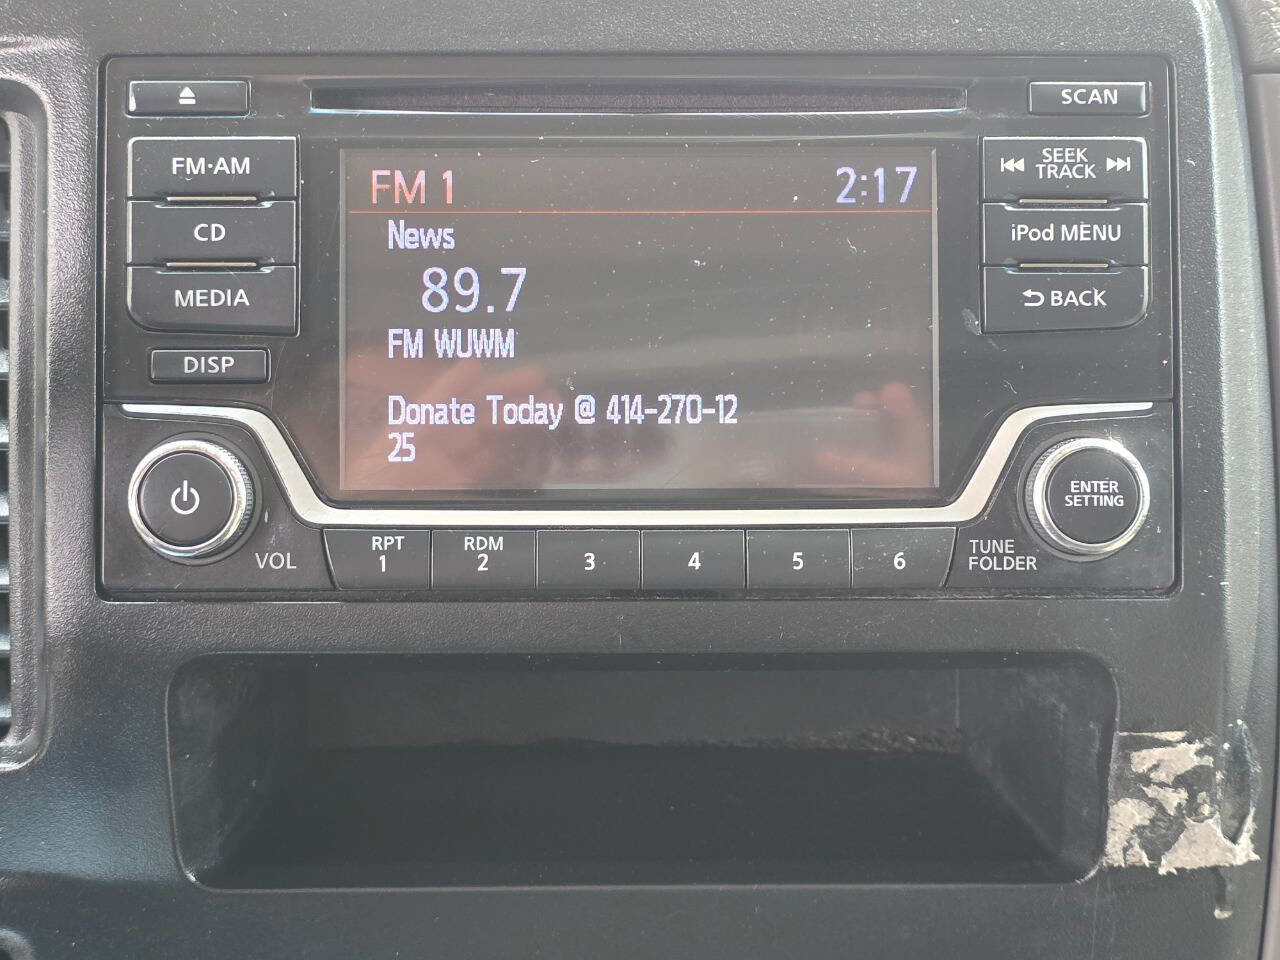 SCAN
FM·AM
SEEK
TRACK
FM 1
2:17
News
CD
iPod MENU
89.7
MEDIA
BACK
FM WUWM
DISP
Donate Today @ 414-270-12
25
VOL
RPT
1
RDM
2
3
4
5
6
TUNE
FOLDER
ENTER
SETTING